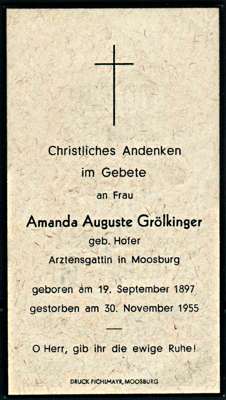 Christliches Andenken
im Gebete
an Frau
Amanda Auguste Grölkinger
geb. Hofer
Arztensgattin in Moosburg
geboren am 19. September 1897
gestorben am 30. November 1955
O Herr, gib ihr die ewige Ruhe!
DRUCK FICHLMAYR, MOOSBURG